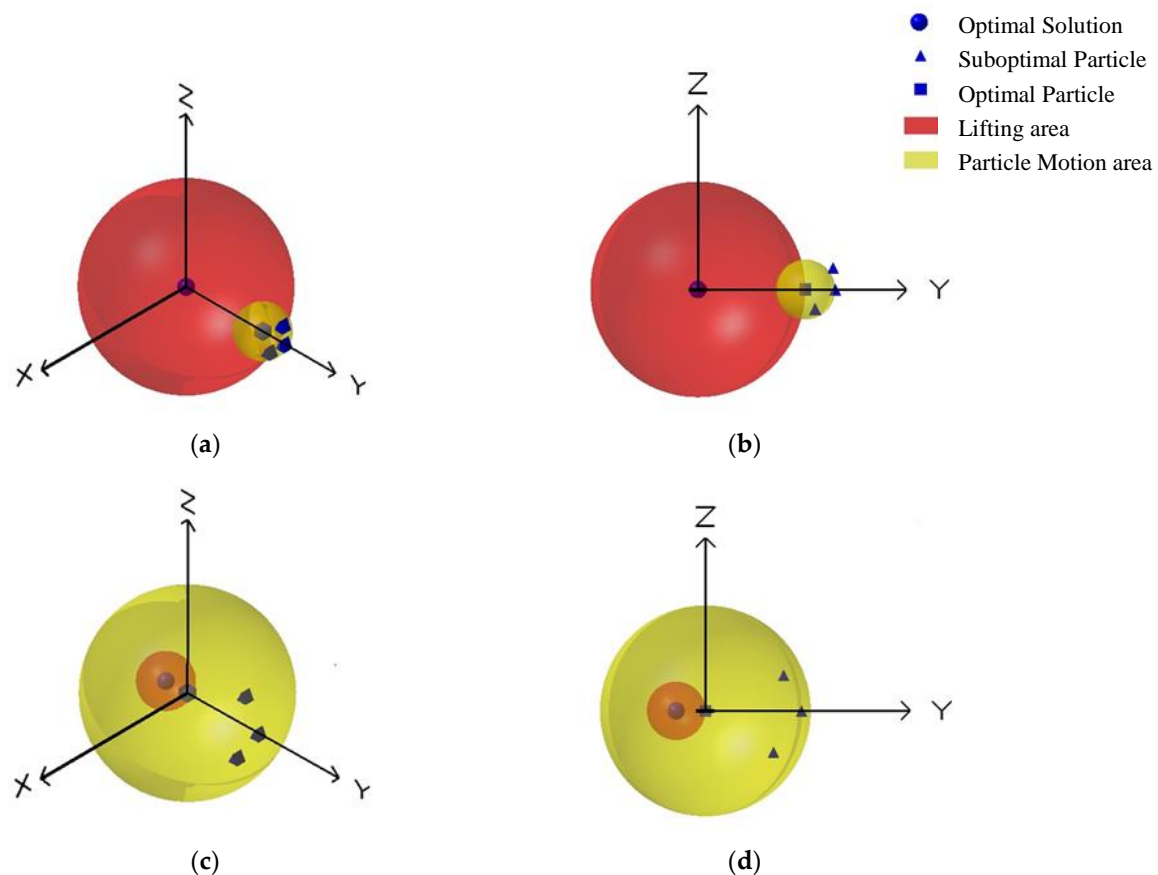 Optimal Solution
Suboptimal Particle
Optimal Particle
Lifting area
Particle Motion area
Z
X
Y
(a)
Z
Y
(b)
Z
X
Y
(c)
Z
Y
(d)